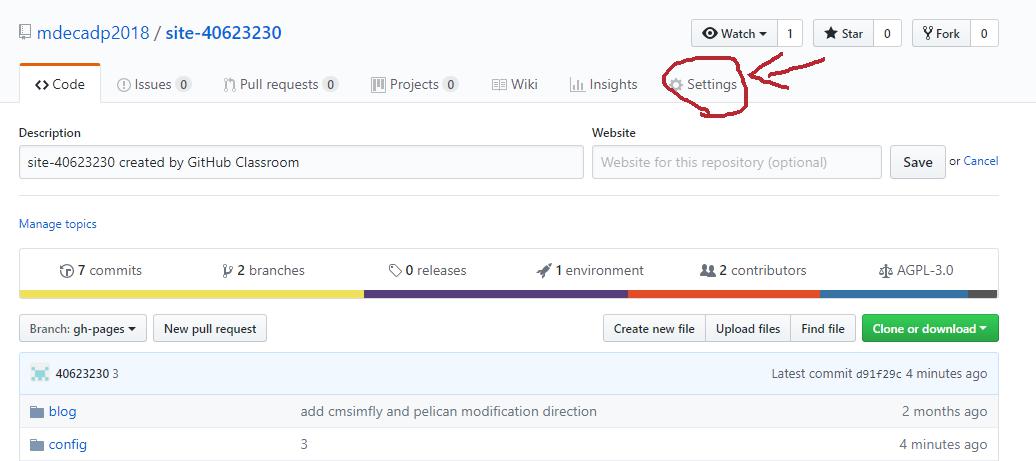 mdecadp2018 / site-40623230 Watch 1 Star 0 Fork 0
Code Issues 0 Pull requests 0 Projects 0 Wiki Insights Settings
Description Website
site-40623230 created by GitHub Classroom Website for this repository (optional) Save or Cancel
Manage topics
7 commits 2 branches 0 releases 1 environment 2 contributors AGPL-3.0
Branch: gh-pages New pull request Create new file Upload files Find file Clone or download
40623230 3 Latest commit d91f29c 4 minutes ago
blog add cmsimfly and pelican modification direction 2 months ago
config 3 4 minutes ago